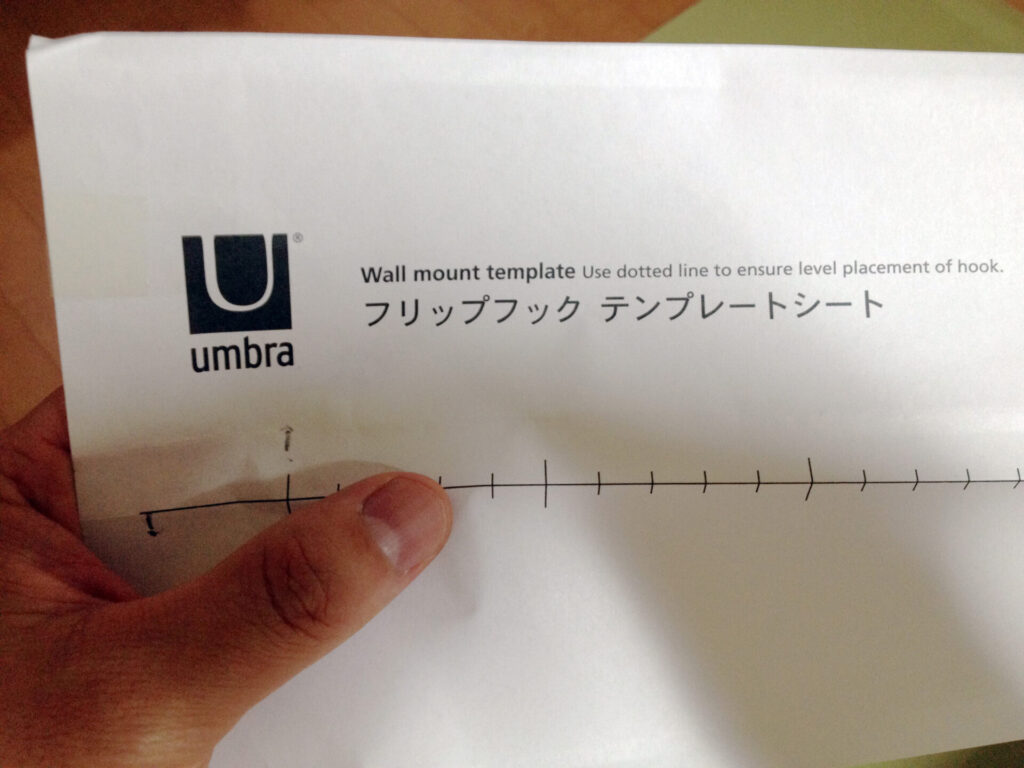 U®
umbra
Wall mount template Use dotted line to ensure level placement of hook.
フリップフック テンプレートシート